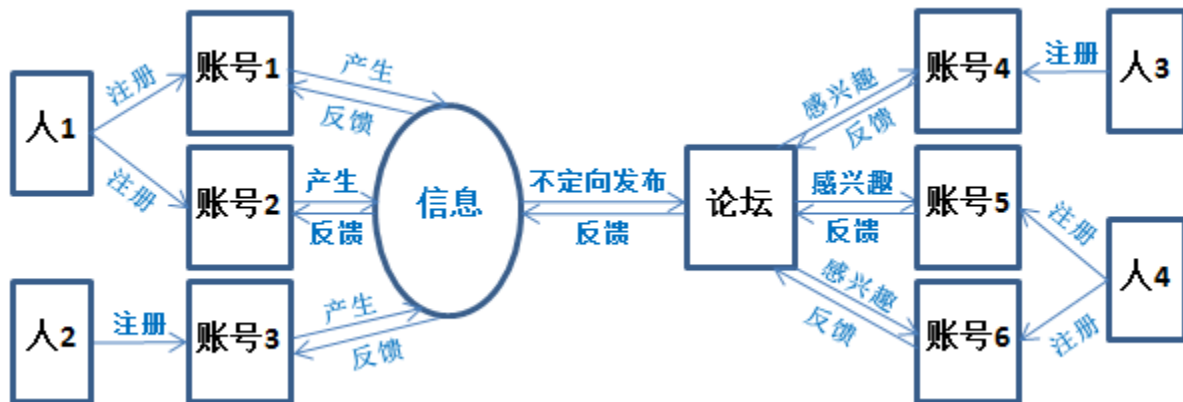 人1
注册
注册
账号1
账号2
产生
反馈
产生
反馈
人2
注册
账号3
产生
反馈
信息
不定向发布
反馈
论坛
感兴趣
反馈
感兴趣
反馈
感兴趣
反馈
账号4
注册
人3
账号5
账号6
注册
注册
人4